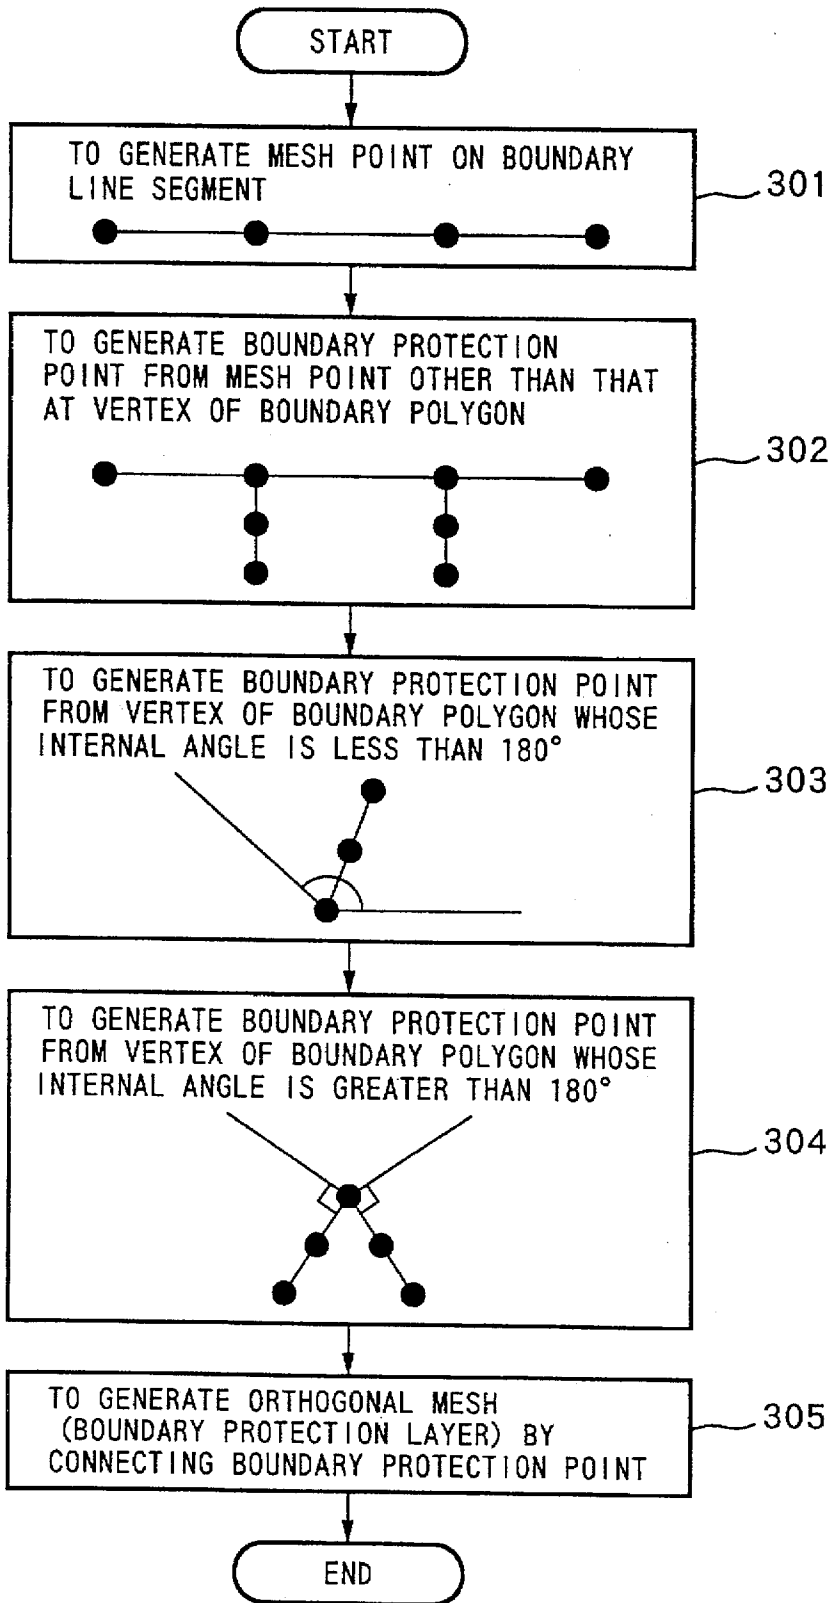 START
TO GENERATE MESH POINT ON BOUNDARY
LINE SEGMENT
301
TO GENERATE BOUNDARY PROTECTION
POINT FROM MESH POINT OTHER THAN THAT
AT VERTEX OF BOUNDARY POLYGON
302
TO GENERATE BOUNDARY PROTECTION POINT
FROM VERTEX OF BOUNDARY POLYGON WHOSE
INTERNAL ANGLE IS LESS THAN 180°
303
TO GENERATE BOUNDARY PROTECTION POINT
FROM VERTEX OF BOUNDARY POLYGON WHOSE
INTERNAL ANGLE IS GREATER THAN 180°
304
TO GENERATE ORTHOGONAL MESH
(BOUNDARY PROTECTION LAYER) BY
CONNECTING BOUNDARY PROTECTION POINT
305
END